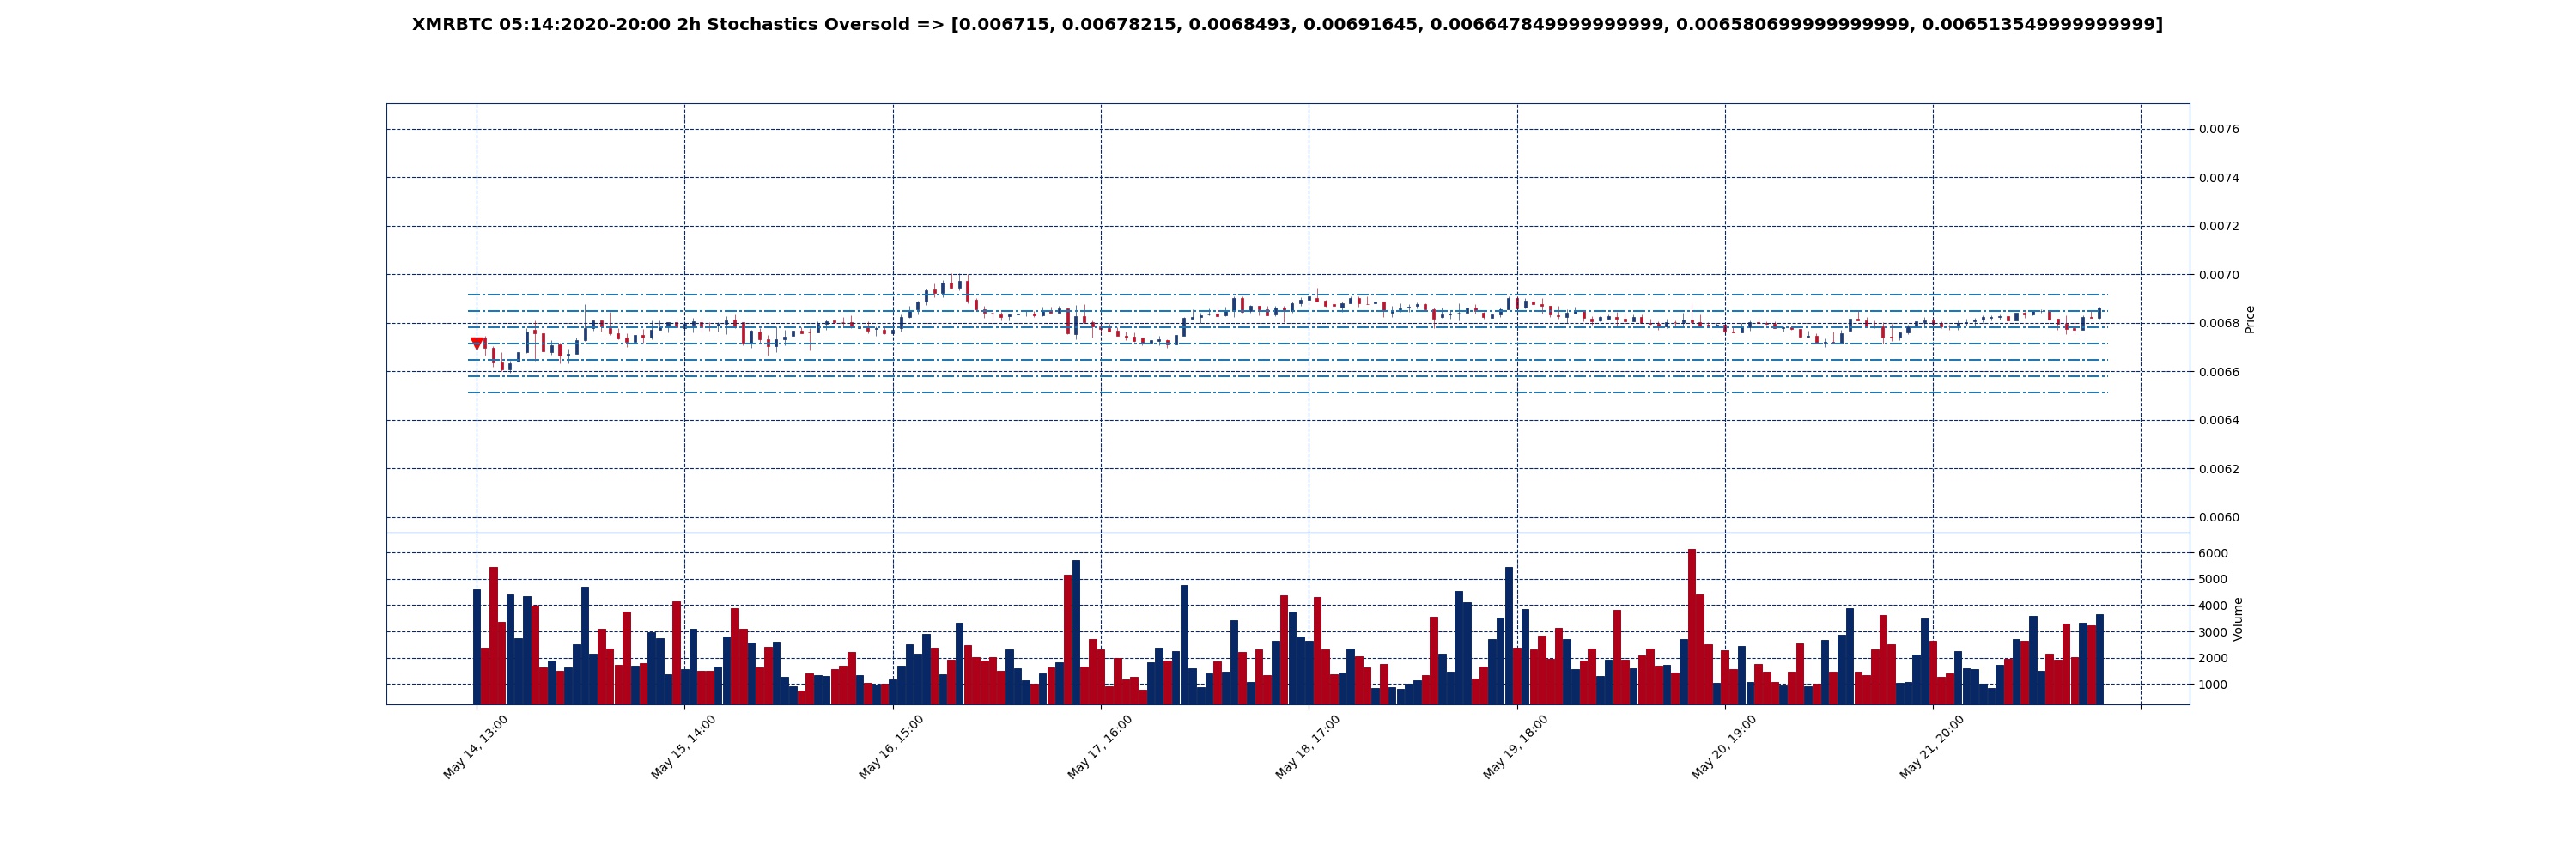 XMRBTC 05:14:2020-20:00 2h Stochastics Oversold => [0.006715, 0.00678215, 0.0068493, 0.00691645, 0.006647849999999999, 0.006580699999999999, 0.006513549999999999]
0.0076
0.0074
0.0072
0.0070
0.0068
0.0066
0.0064
0.0062
0.0060
Price
6000
5000
4000
3000
2000
1000
Volume
May 14, 13:00
May 15, 14:00
May 16, 15:00
May 17, 16:00
May 18, 17:00
May 19, 18:00
May 20, 19:00
May 21, 20:00